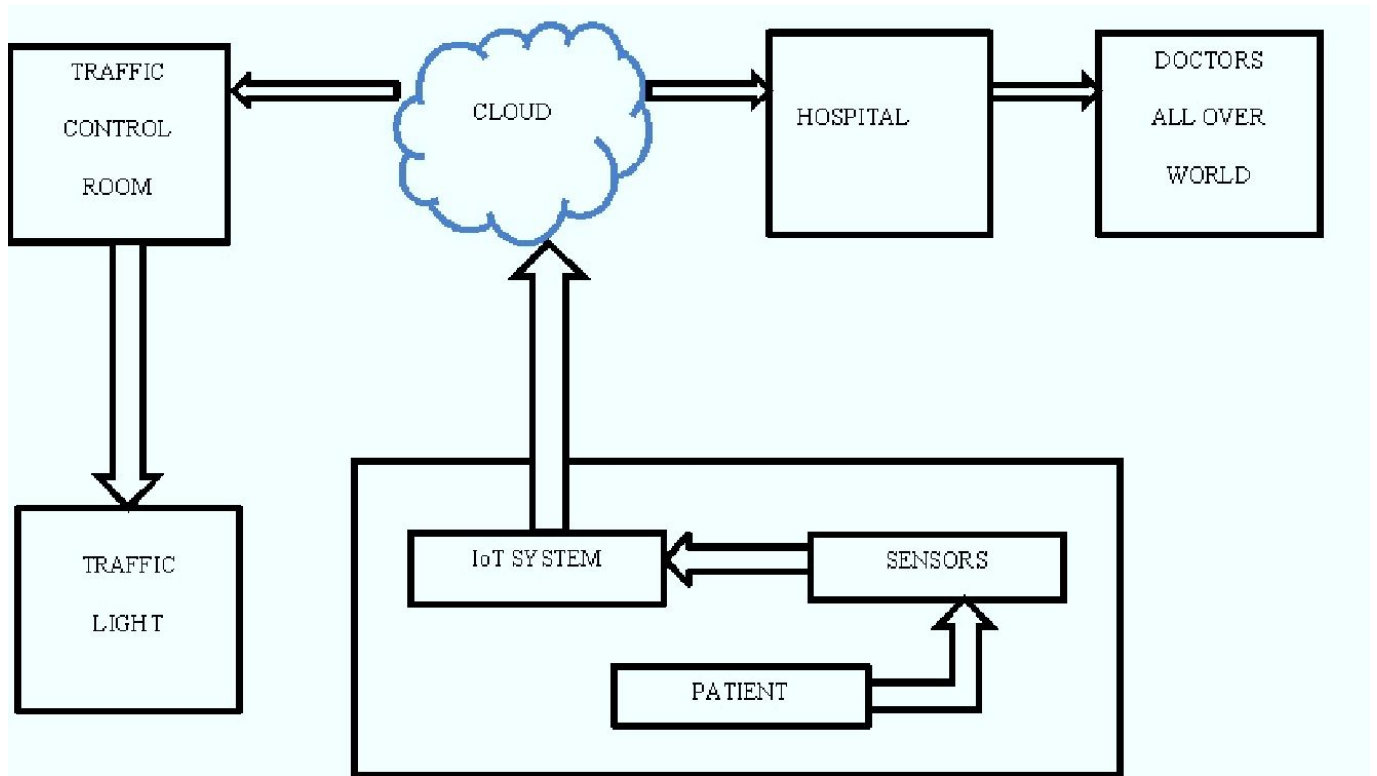 TRAFFIC
CONTROL
ROOM
CLOUD
HOSPITAL
DOCTORS
ALL OVER
WORLD
TRAFFIC
LIGHT
IoT SYSTEM
SENSORS
PATIENT